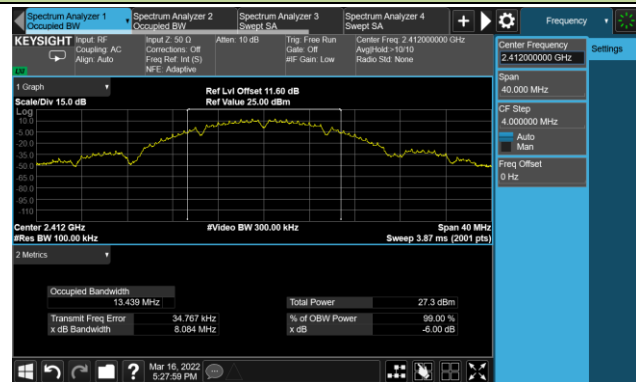 Spectrum Analyzer 1
Occupied BW
Spectrum Analyzer 2
Occupied BW
Spectrum Analyzer 3
Swept SA
Spectrum Analyzer 4
Swept SA
Frequency
KEYSIGHT
Input: RF
Coupling: AC
Align: Auto
Input Z: 50 Ω
Corrections: Off
Freq Ref: Int (S)
NFE: Adaptive
Atten: 10 dB
Trig: Free Run
Gate: Off
#IF Gain: Low
Center Freq: 2.412000000 GHz
Avg|Hold:>10/10
Radio Std: None
Center Frequency
2.412000000 GHz
Settings
Span
40.000 MHz
CF Step
4.000000 MHz
Auto
Man
Freq Offset
0 Hz
1 Graph
Scale/Div 15.0 dB
Ref Lvl Offset 11.60 dB
Ref Value 25.00 dBm
Log
10.0
-5.00
-20.0
-35.0
-50.0
-65.0
-80.0
-95.0
-110
Center 2.412 GHz
#Res BW 100.00 kHz
#Video BW 300.00 kHz
Span 40 MHz
Sweep 3.87 ms (2001 pts)
2 Metrics
Occupied Bandwidth
13.439 MHz
Transmit Freq Error
34.767 kHz
x dB Bandwidth
8.084 MHz
Total Power
27.3 dBm
% of OBW Power
99.00 %
x dB
-6.00 dB
Mar 16, 2022
5:27:59 PM